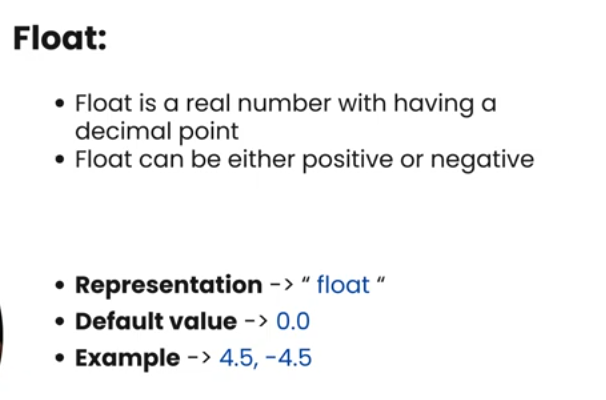 Float:
• Float is a real number with having a
decimal point
• Float can be either positive or negative
• Representation -> “ float “
• Default value -> 0.0
• Example -> 4.5, -4.5